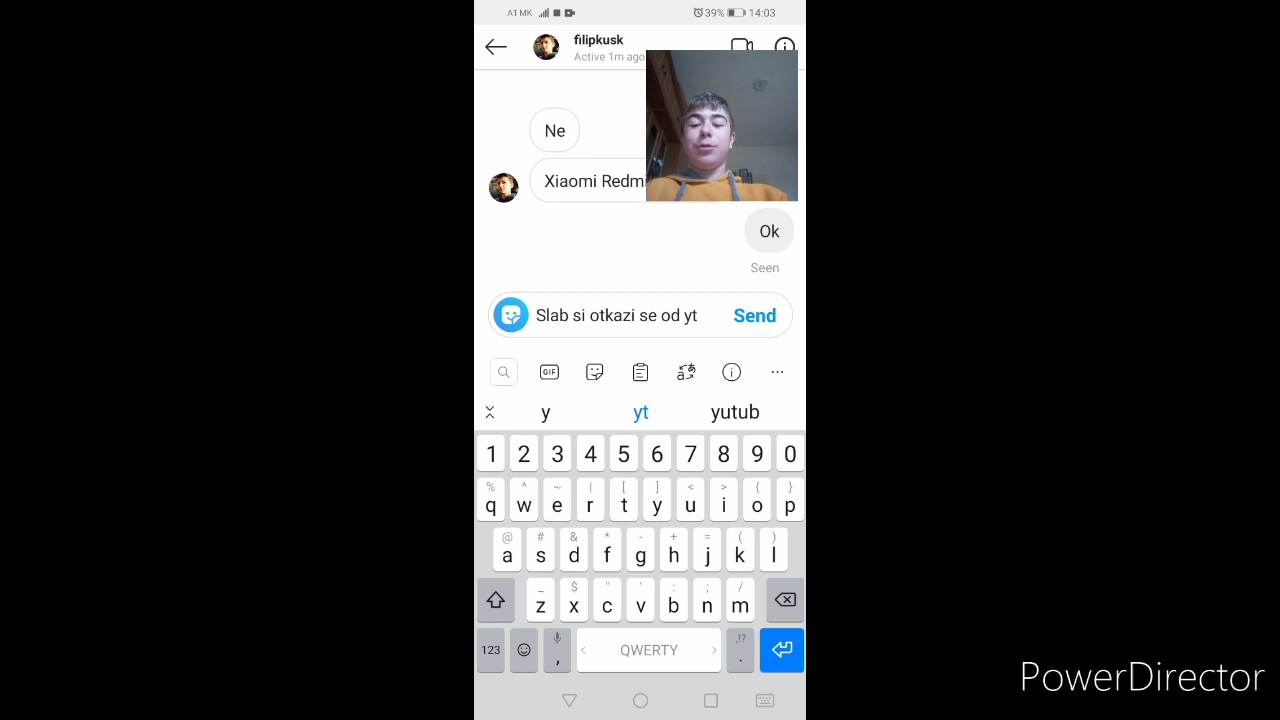 A1 MK 39% 14:03
filipkusk
Active 1m ago
Ne
Xiaomi Redm
Ok
Seen
Slab si otkazi se od yt Send
GIF
y yt yutub
1 2 3 4 5 6 7 8 9 0
% ^ ~ | [ ] < > { }
q w e r t y u i o p
@ # & * - + = ( )
a s d f g h j k l
_ $ " ' : ; /
z x c v b n m
,!?
123 , QWERTY .
PowerDirector